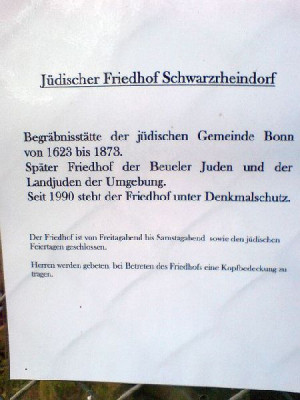 Jüdischer Friedhof Schwarzrheindorf
Begräbnisstätte der jüdischen Gemeinde Bonn
von 1623 bis 1873.
Später Friedhof der Beueler Juden und der
Landjuden der Umgebung.
Seit 1990 steht der Friedhof unter Denkmalschutz.
Der Friedhof ist von Freitagabend bis Samstagabend sowie den jüdischen
Feiertagen geschlossen.
Herren werden gebeten bei Betreten des Friedhofs eine Kopfbedeckung zu
tragen.